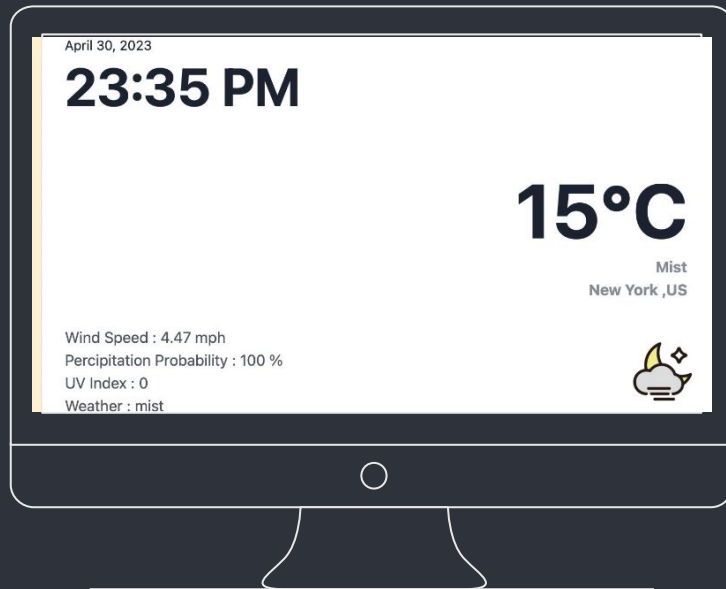 April 30, 2023
23:35 PM
15°C
Mist
New York ,US
Wind Speed : 4.47 mph
Percipitation Probability : 100 %
UV Index : 0
Weather : mist